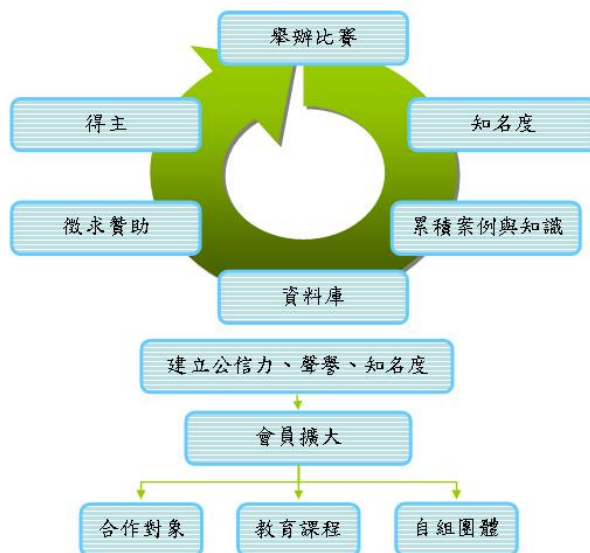 舉辦比賽
得主
知名度
徵求贊助
累積案例與知識
資料庫
建立公信力、聲譽、知名度
會員擴大
合作對象
教育課程
自組團體